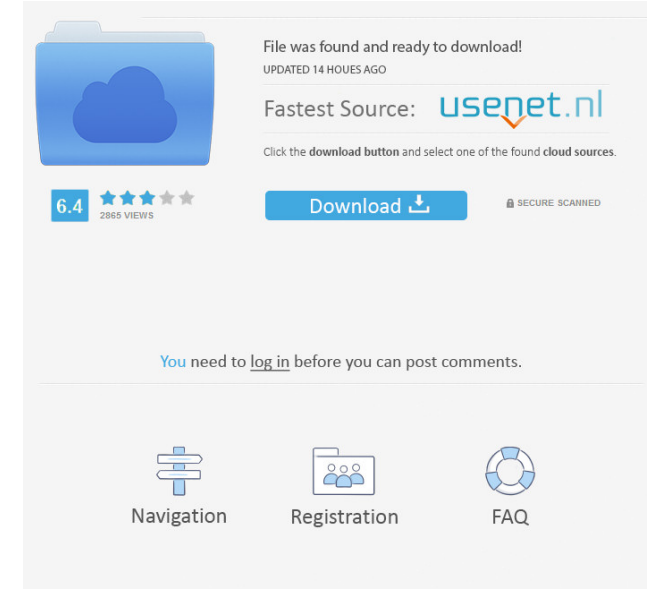 File was found and ready to download!
UPDATED 14 HOUES AGO
Fastest Source: usenet.nl
Click the download button and select one of the found cloud sources.
6.4
2865 VIEWS
Download
SECURE SCANNED
You need to log in before you can post comments.
Navigation
Registration
FAQ